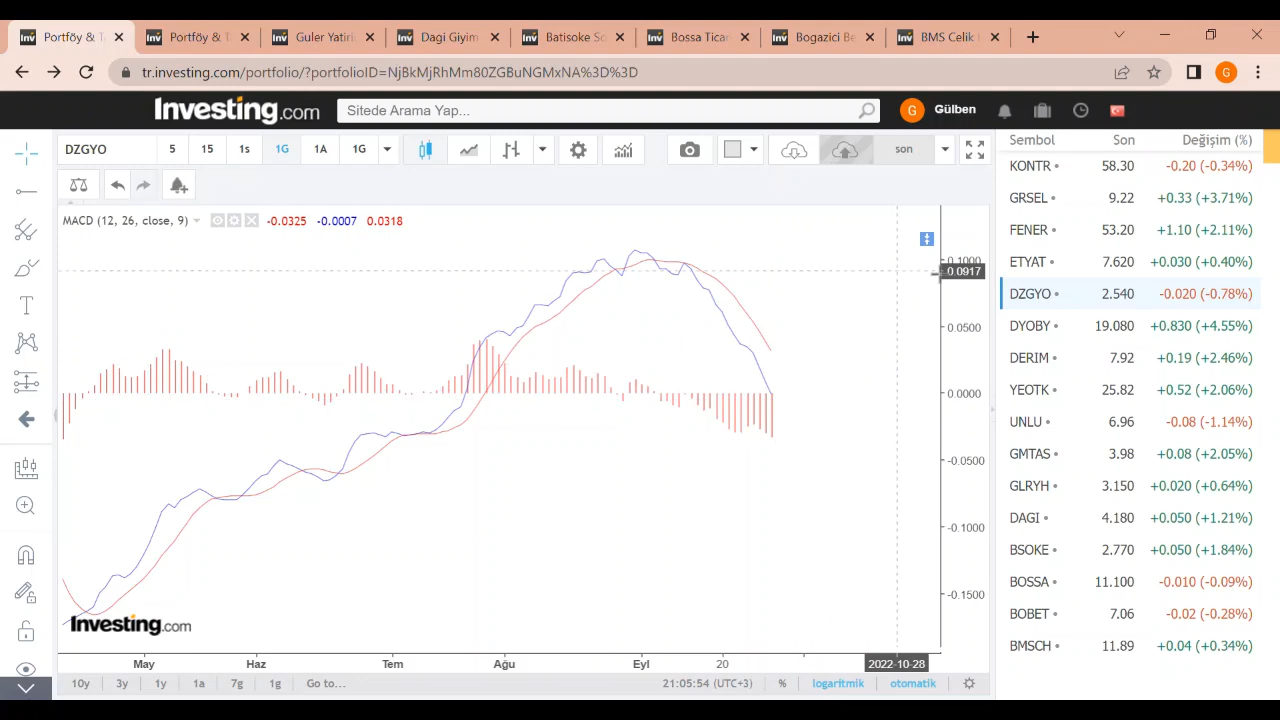 Portföy & T
Portföy & T
Guler Yatiri
Dagi Giyim
Batisoke So
Bossa Ticar
Bogazici Be
BMS Celik
tr.investing.com/portfolio/?portfolioID=NjBkMjRhMm80ZGBuNGMxNA%3D%3D
G
Investing.com
Sitede Arama Yap...
G
Gülben
DZGYO
5
15
1s
1G
1A
1G
son
MACD (12, 26, close, 9)
-0.0325
-0.0007
0.0318
0.1000
0.0917
0.0500
0.0000
-0.0500
-0.1000
-0.1500
Investing.com
May
Haz
Tem
Ağu
Eyl
20
2022-10-28
10y
3y
1y
1a
7g
1g
Go to...
21:05:54 (UTC+3)
%
logaritmik
otomatik
Sembol Son Değişim (%)
KONTR 58.30 -0.20 (-0.34%)
GRSEL 9.22 +0.33 (+3.71%)
FENER 53.20 +1.10 (+2.11%)
ETYAT 7.620 +0.030 (+0.40%)
DZGYO 2.540 -0.020 (-0.78%)
DYOBY 19.080 +0.830 (+4.55%)
DERIM 7.92 +0.19 (+2.46%)
YEOTK 25.82 +0.52 (+2.06%)
UNLU 6.96 -0.08 (-1.14%)
GMTAS 3.98 +0.08 (+2.05%)
GLRYH 3.150 +0.020 (+0.64%)
DAGI 4.180 +0.050 (+1.21%)
BSOKE 2.770 +0.050 (+1.84%)
BOSSA 11.100 -0.010 (-0.09%)
BOBET 7.06 -0.02 (-0.28%)
BMSCH 11.89 +0.04 (+0.34%)